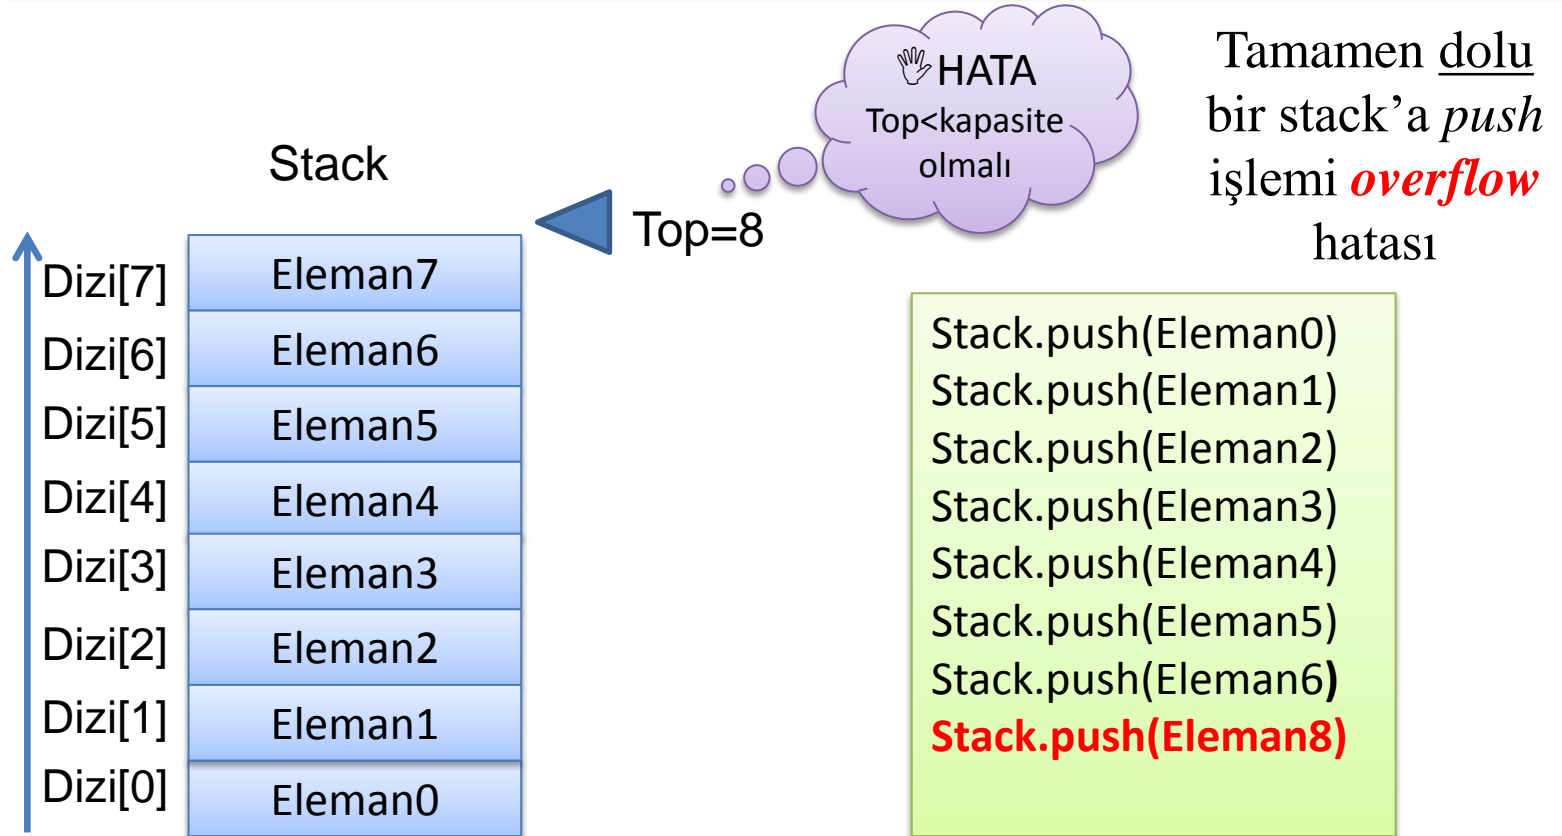 🖐HATA
Top<kapasite
olmalı
Tamamen dolu
bir stack’a push
işlemi overflow
hatası
Stack
Top=8
Dizi[7] Eleman7
Dizi[6] Eleman6
Dizi[5] Eleman5
Dizi[4] Eleman4
Dizi[3] Eleman3
Dizi[2] Eleman2
Dizi[1] Eleman1
Dizi[0] Eleman0
Stack.push(Eleman0)
Stack.push(Eleman1)
Stack.push(Eleman2)
Stack.push(Eleman3)
Stack.push(Eleman4)
Stack.push(Eleman5)
Stack.push(Eleman6)
Stack.push(Eleman8)